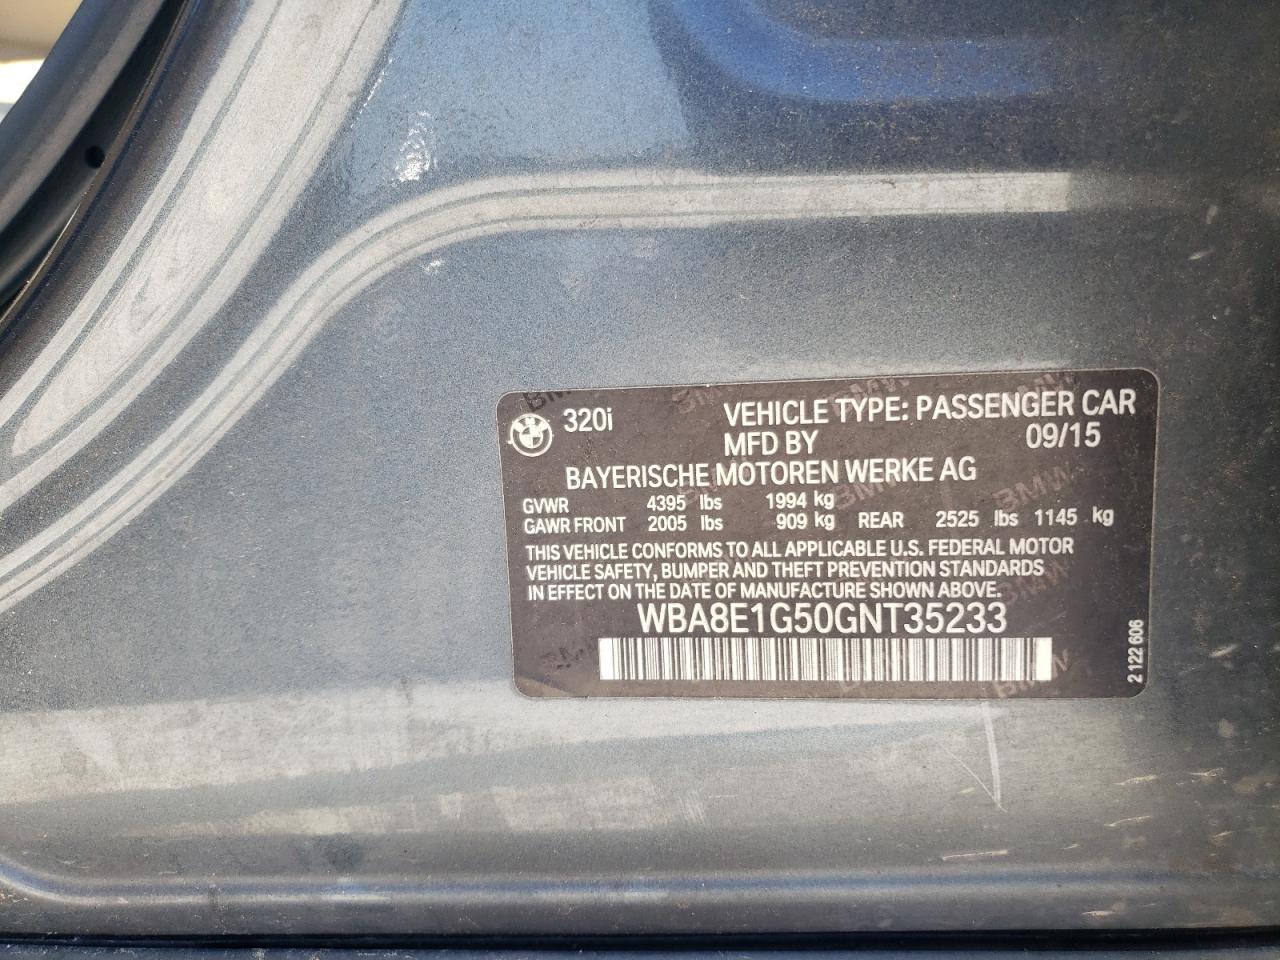 320i VEHICLE TYPE: PASSENGER CAR
MFD BY 09/15
BAYERISCHE MOTOREN WERKE AG
GVWR 4395 lbs 1994 kg
GAWR FRONT 2005 lbs 909 kg REAR 2525 lbs 1145 kg
THIS VEHICLE CONFORMS TO ALL APPLICABLE U.S. FEDERAL MOTOR
VEHICLE SAFETY, BUMPER AND THEFT PREVENTION STANDARDS
IN EFFECT ON THE DATE OF MANUFACTURE SHOWN ABOVE.
WBA8E1G50GNT35233
2 122 606